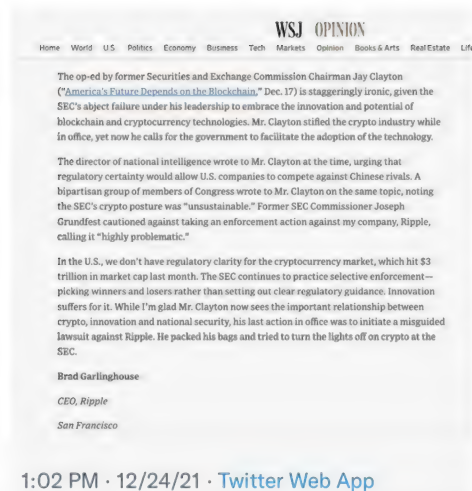 WSJ OPINION
Home World U.S. Politics Economy Business Tech Markets Opinion Books & Arts Real Estate Life
The op-ed by former Securities and Exchange Commission Chairman Jay Clayton
("America's Future Depends on the Blockchain," Dec. 17) is staggeringly ironic, given the
SEC's abject failure under his leadership to embrace the innovation and potential of
blockchain and cryptocurrency technologies. Mr. Clayton stifled the crypto industry while
in office, yet now he calls for the government to facilitate the adoption of the technology.
The director of national intelligence wrote to Mr. Clayton at the time, urging that
regulatory certainty would allow U.S. companies to compete against Chinese rivals. A
bipartisan group of members of Congress wrote to Mr. Clayton on the same topic, noting
the SEC's crypto posture was "unsustainable." Former SEC Commissioner Joseph
Grundfest cautioned against taking an enforcement action against my company, Ripple,
calling it "highly problematic."
In the U.S., we don't have regulatory clarity for the cryptocurrency market, which hit $3
trillion in market cap last month. The SEC continues to practice selective enforcement—
picking winners and losers rather than setting out clear regulatory guidance. Innovation
suffers for it. While I'm glad Mr. Clayton now sees the important relationship between
crypto, innovation and national security, his last action in office was to initiate a misguided
lawsuit against Ripple. He packed his bags and tried to turn the lights off on crypto at the
SEC.
Brad Garlinghouse
CEO, Ripple
San Francisco
1:02 PM · 12/24/21 · Twitter Web App